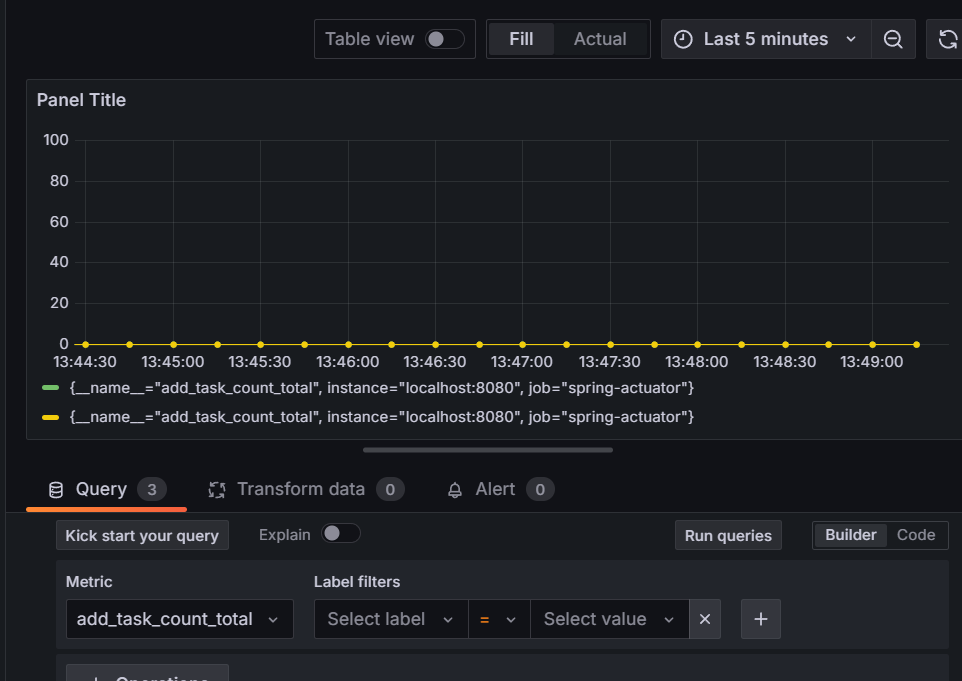 Table view Fill Actual Last 5 minutes
Panel Title
100
80
60
40
20
0
13:44:30 13:45:00 13:45:30 13:46:00 13:46:30 13:47:00 13:47:30 13:48:00 13:48:30 13:49:00
{__name__="add_task_count_total", instance="localhost:8080", job="spring-actuator"}
{__name__="add_task_count_total", instance="localhost:8080", job="spring-actuator"}
Query 3 Transform data 0 Alert 0
Kick start your query Explain Run queries Builder Code
Metric Label filters
add_task_count_total Select label = Select value × +
+ Operations